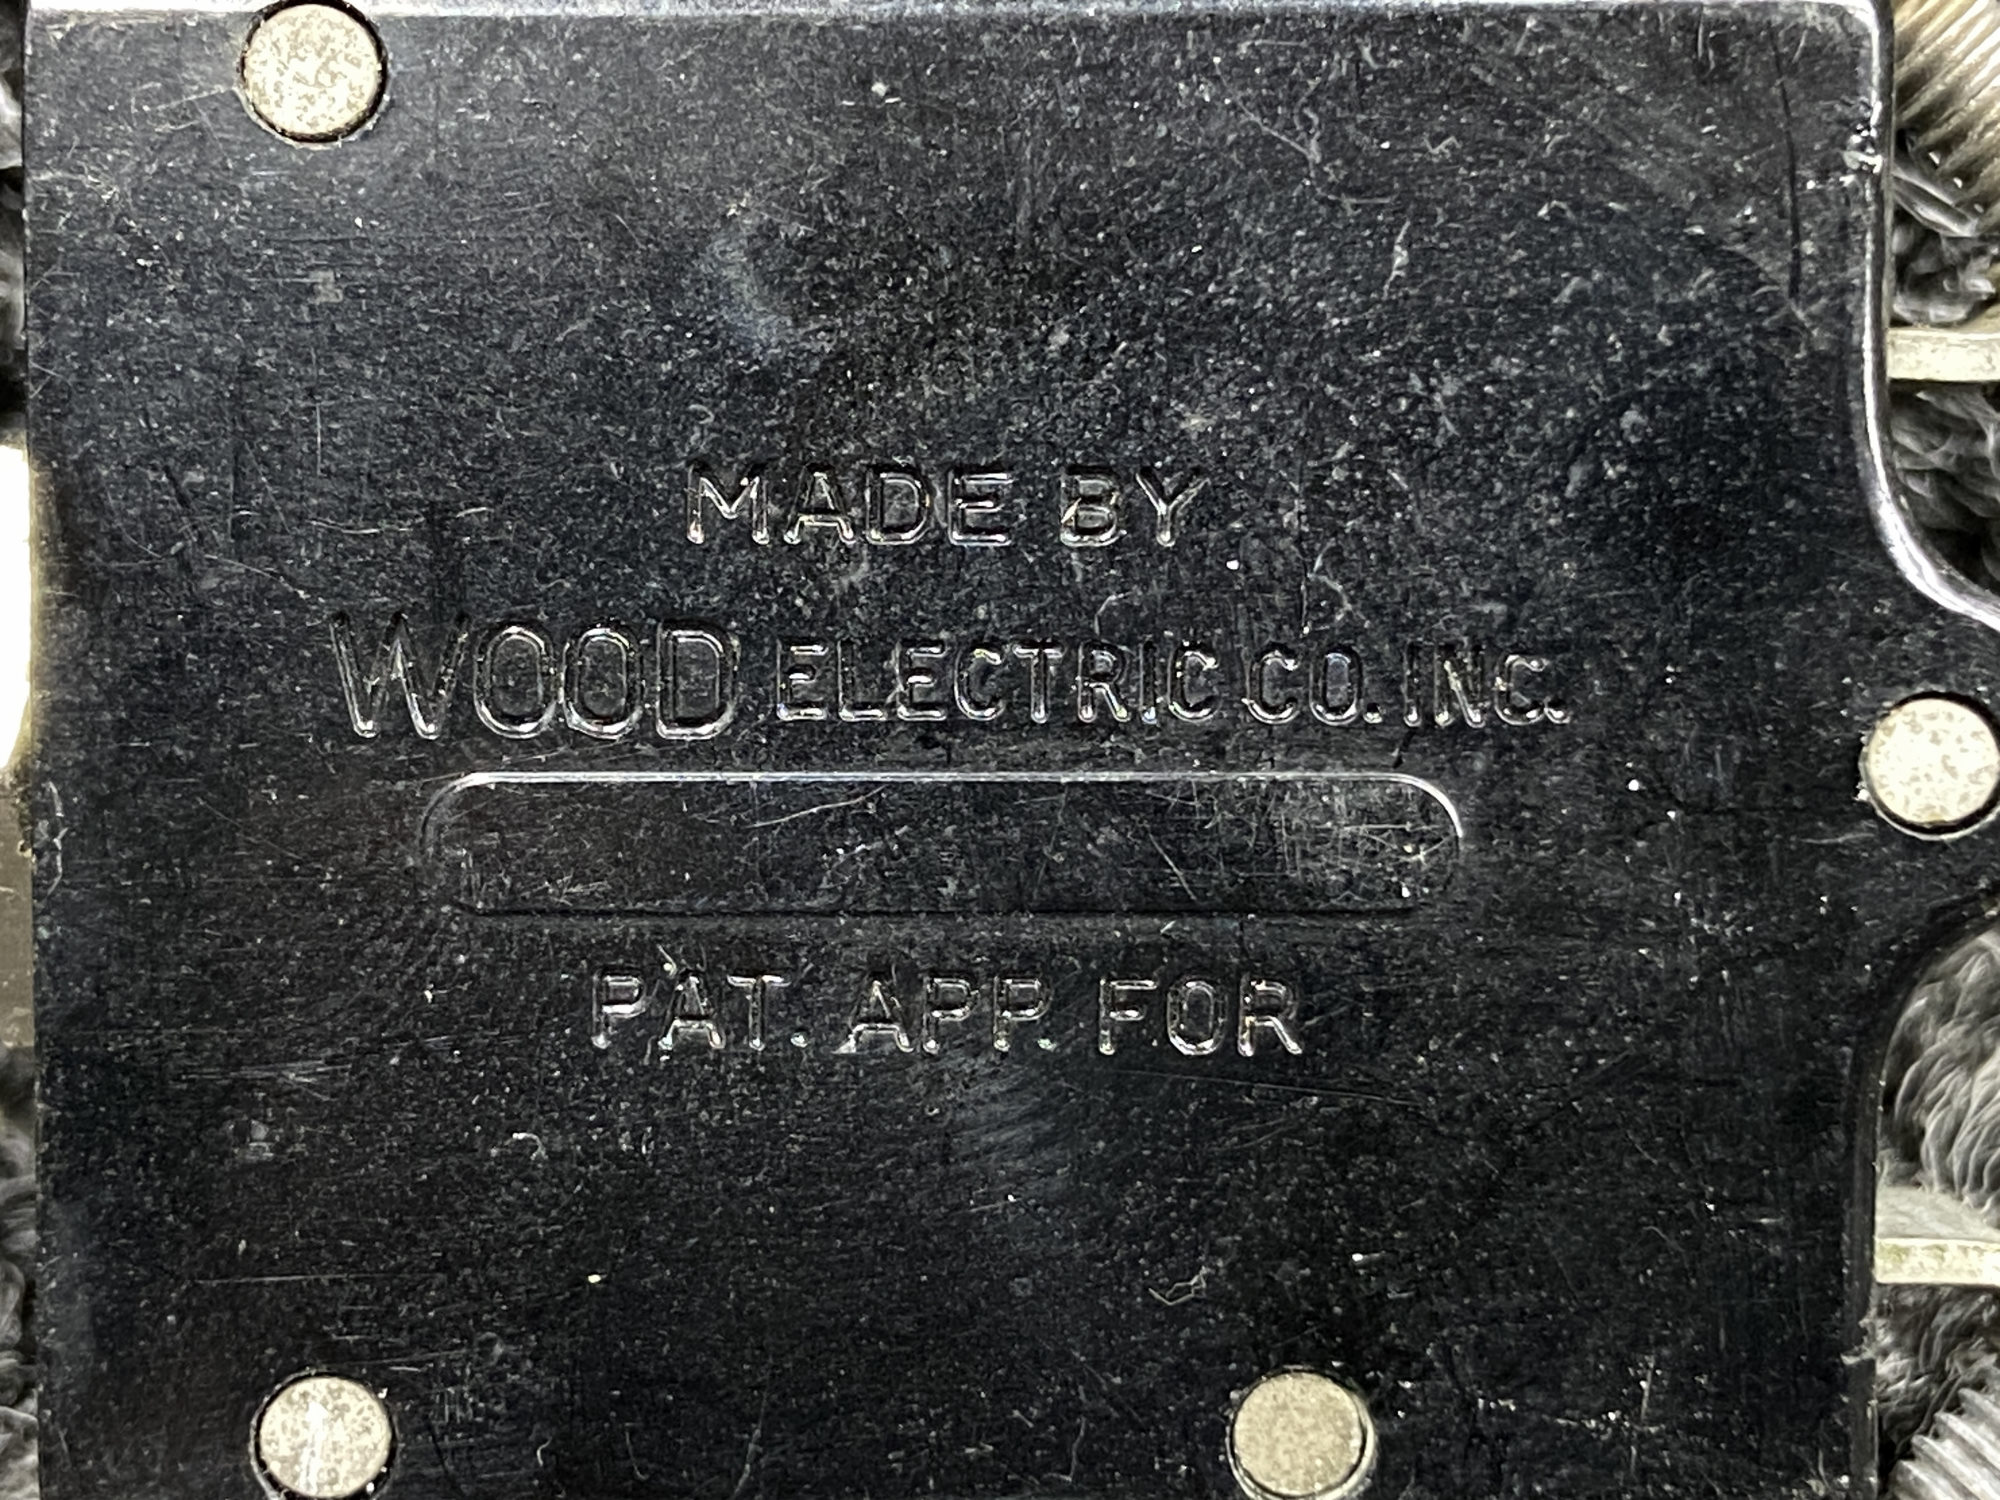 MADE BY
WOOD ELECTRIC CO. INC.
PAT. APP. FOR